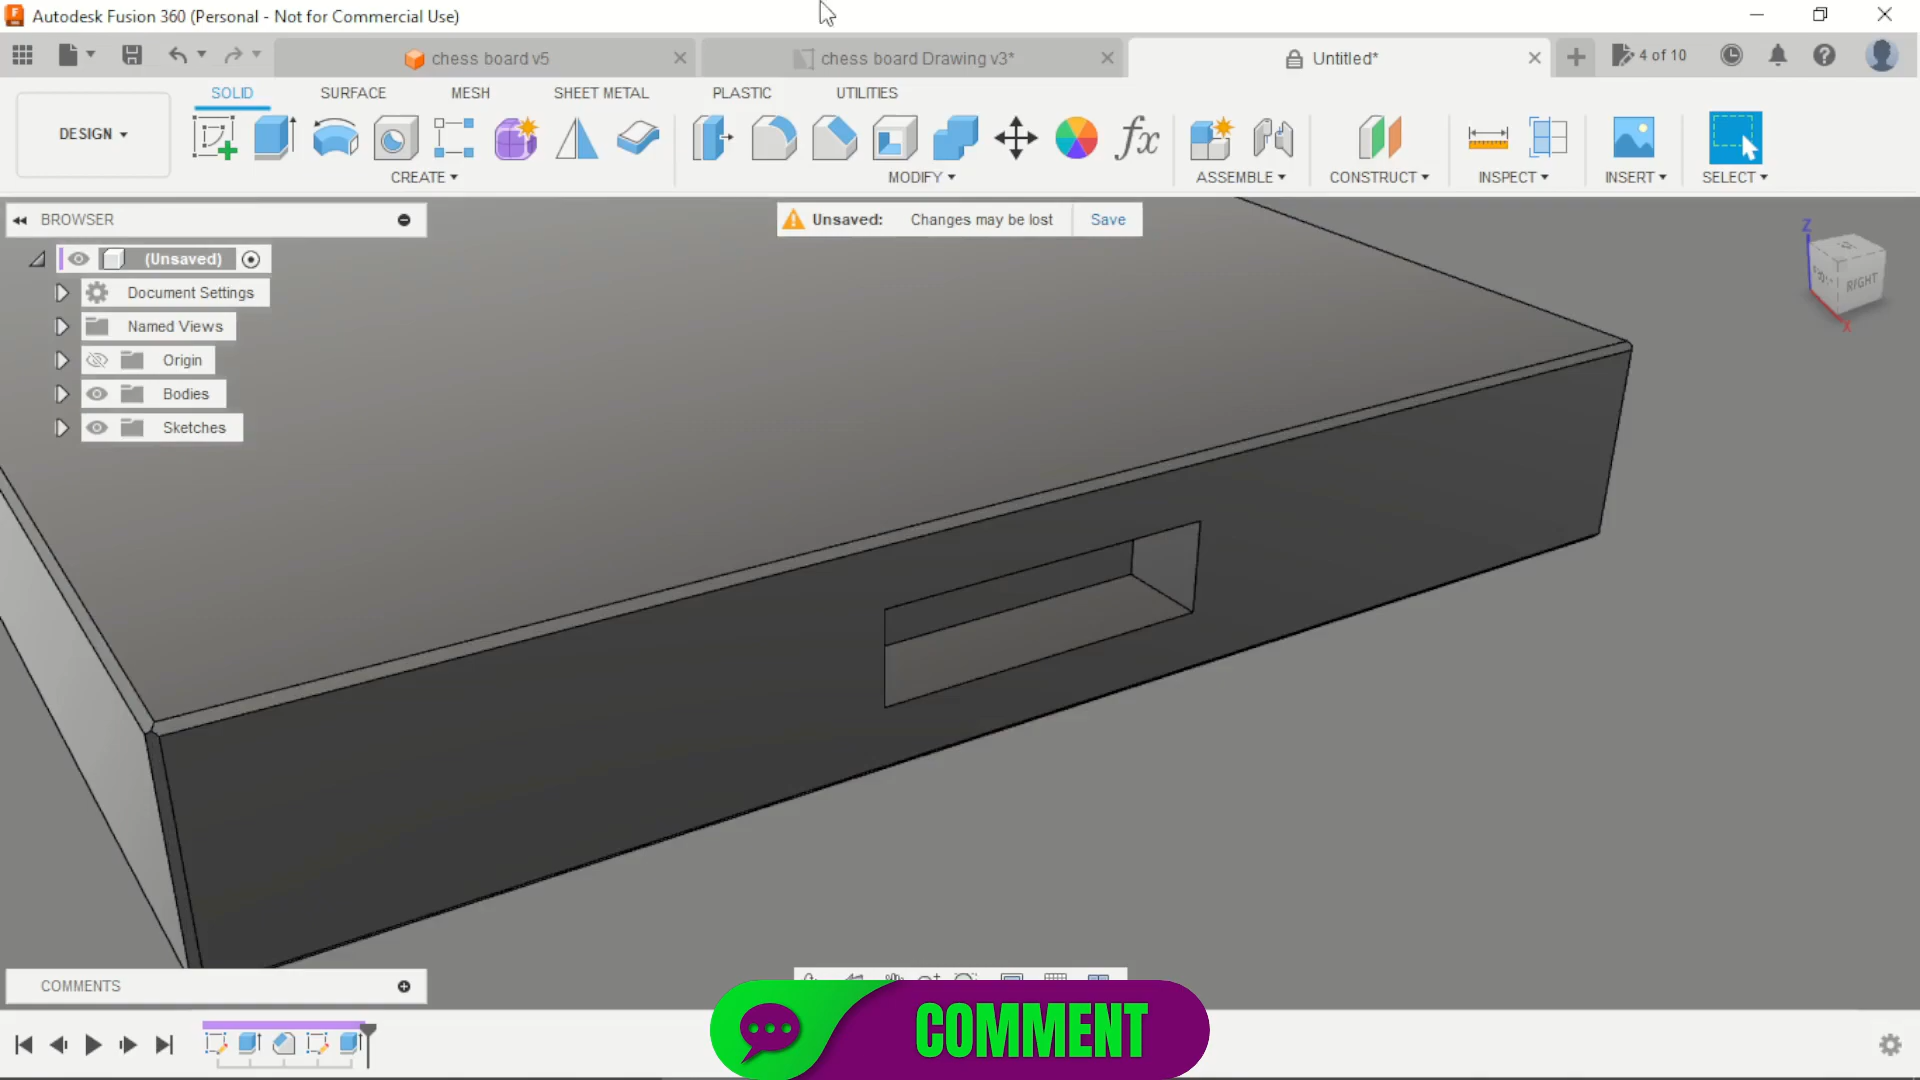 Autodesk Fusion 360 (Personal - Not for Commercial Use)
chess board v5
chess board Drawing v3*
Untitled*
4 of 10
DESIGN
SOLID
SURFACE
MESH
SHEET METAL
PLASTIC
UTILITIES
fx
CREATE
MODIFY
ASSEMBLE
CONSTRUCT
INSPECT
INSERT
SELECT
BROWSER
Unsaved: Changes may be lost Save
(Unsaved)
Document Settings
Named Views
Origin
Bodies
Sketches
Z
RIGHT
X
COMMENTS
COMMENT